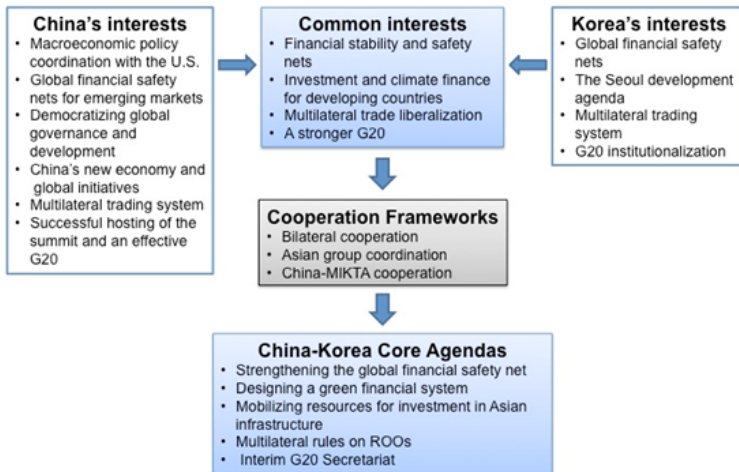 China's interests
• Macroeconomic policy
coordination with the U.S.
• Global financial safety
nets for emerging markets
• Democratizing global
governance and
development
• China's new economy and
global initiatives
• Multilateral trading system
• Successful hosting of the
summit and an effective
G20
Common interests
• Financial stability and safety
nets
• Investment and climate finance
for developing countries
• Multilateral trade liberalization
• A stronger G20
Korea's interests
• Global financial safety
nets
• The Seoul development
agenda
• Multilateral trading
system
• G20 institutionalization
Cooperation Frameworks
• Bilateral cooperation
• Asian group coordination
• China-MIKTA cooperation
China-Korea Core Agendas
• Strengthening the global financial safety net
• Designing a green financial system
• Mobilizing resources for investment in Asian
infrastructure
• Multilateral rules on ROOs
• Interim G20 Secretariat